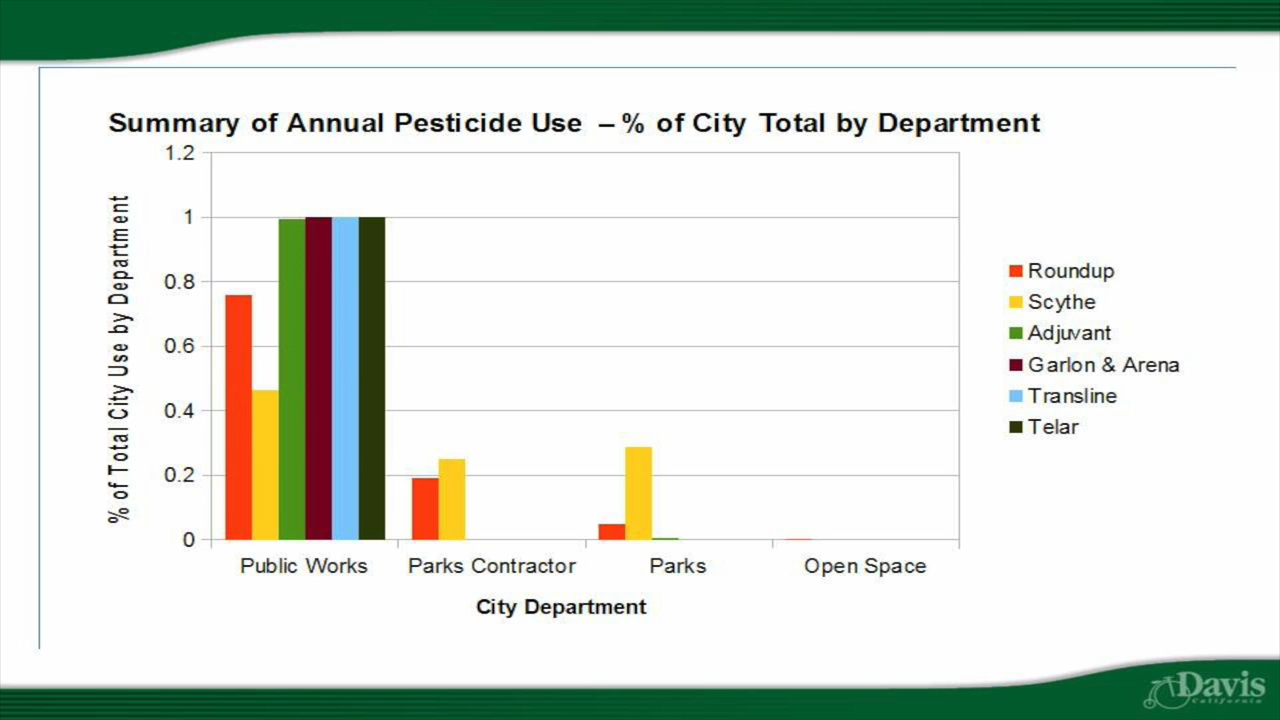 Summary of Annual Pesticide Use – % of City Total by Department
% of Total City Use by Department
1.2
1
0.8
0.6
0.4
0.2
0
Public Works Parks Contractor Parks Open Space
City Department
Roundup
Scythe
Adjuvant
Garlon & Arena
Transline
Telar
Davis
California